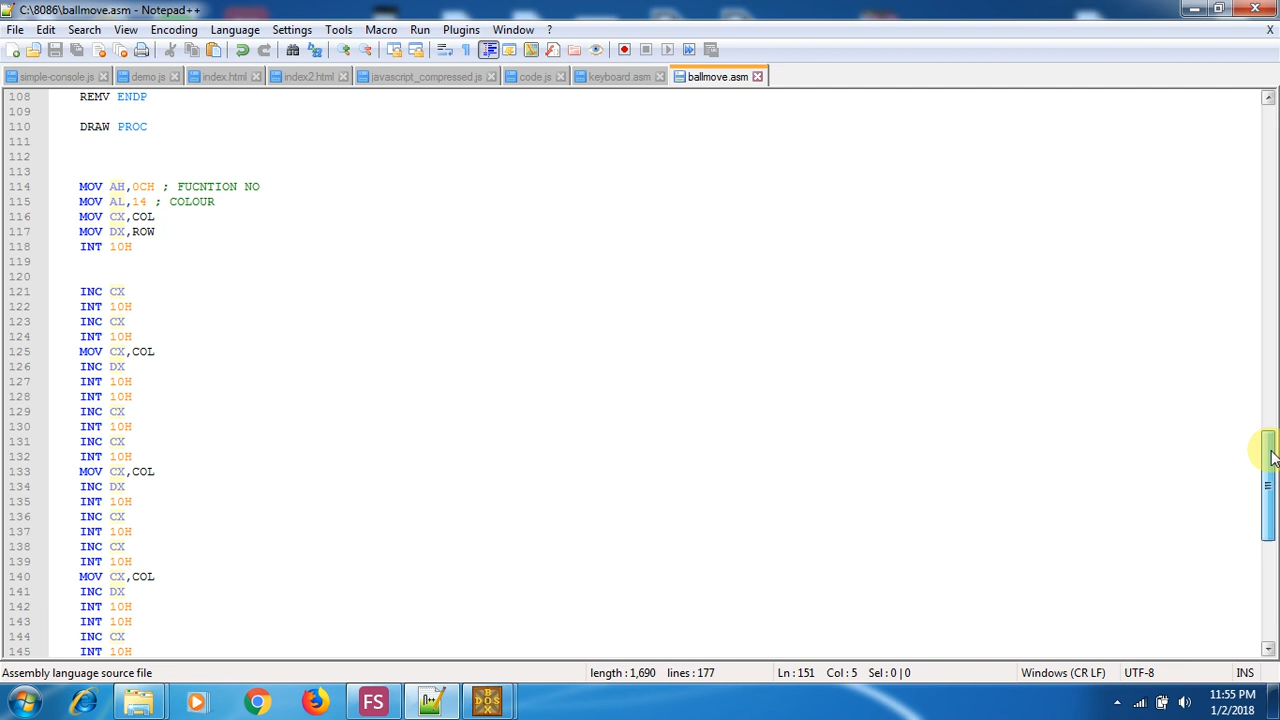 C:\8086\ballmove.asm - Notepad++
File Edit Search View Encoding Language Settings Tools Macro Run Plugins Window ? X
simple-console.js demo.js index.html index2.html javascript_compressed.js code.js keyboard.asm ballmove.asm
108 REMV ENDP
109
110 DRAW PROC
111
112
113
114 MOV AH,0CH ; FUCNTION NO
115 MOV AL,14 ; COLOUR
116 MOV CX,COL
117 MOV DX,ROW
118 INT 10H
119
120
121 INC CX
122 INT 10H
123 INC CX
124 INT 10H
125 MOV CX,COL
126 INC DX
127 INT 10H
128 INT 10H
129 INC CX
130 INT 10H
131 INC CX
132 INT 10H
133 MOV CX,COL
134 INC DX
135 INT 10H
136 INC CX
137 INT 10H
138 INC CX
139 INT 10H
140 MOV CX,COL
141 INC DX
142 INT 10H
143 INT 10H
144 INC CX
145 INT 10H
Assembly language source file length : 1,690 lines : 177 Ln : 151 Col : 5 Sel : 0 | 0 Windows (CR LF) UTF-8 INS
FS DOS
11:55 PM
1/2/2018